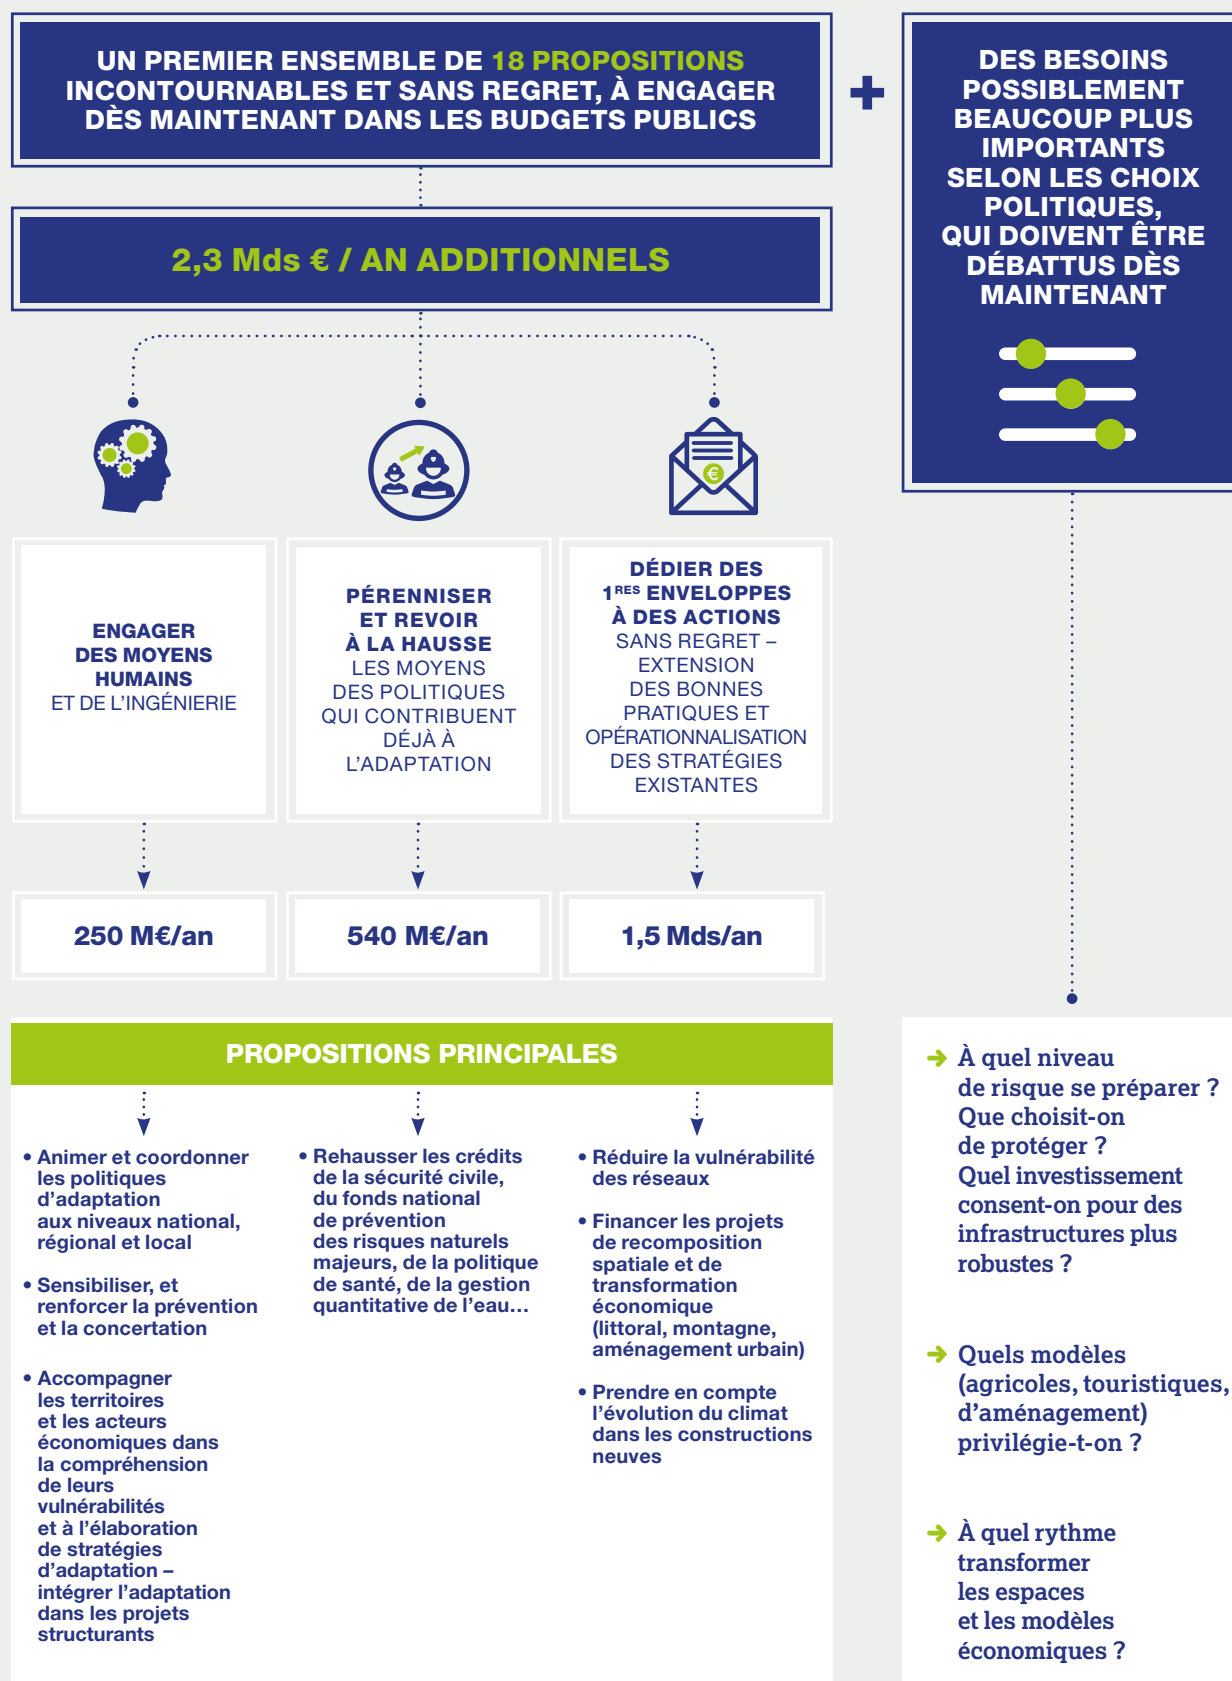 UN PREMIER ENSEMBLE DE 18 PROPOSITIONS
INCONTOURNABLES ET SANS REGRET, À ENGAGER
DÈS MAINTENANT DANS LES BUDGETS PUBLICS
2,3 Mds € / AN ADDITIONNELS
ENGAGER
DES MOYENS
HUMAINS
ET DE L’INGÉNIERIE
250 M€/an
PÉRENNISER
ET REVOIR
À LA HAUSSE
LES MOYENS
DES POLITIQUES
QUI CONTRIBUENT
DÉJÀ À
L’ADAPTATION
540 M€/an
DÉDIER DES
1RES ENVELOPPES
À DES ACTIONS
SANS REGRET –
EXTENSION
DES BONNES
PRATIQUES ET
OPÉRATIONNALISATION
DES STRATÉGIES
EXISTANTES
€
1,5 Mds/an
PROPOSITIONS PRINCIPALES
• Animer et coordonner
les politiques
d’adaptation
aux niveaux national,
régional et local
• Sensibiliser, et
renforcer la prévention
et la concertation
• Accompagner
les territoires
et les acteurs
économiques dans
la compréhension
de leurs
vulnérabilités
et à l’élaboration
de stratégies
d’adaptation –
intégrer l’adaptation
dans les projets
structurants
• Rehausser les crédits
de la sécurité civile,
du fonds national
de prévention
des risques naturels
majeurs, de la politique
de santé, de la gestion
quantitative de l’eau…
• Réduire la vulnérabilité
des réseaux
• Financer les projets
de recomposition
spatiale et de
transformation
économique
(littoral, montagne,
aménagement urbain)
• Prendre en compte
l’évolution du climat
dans les constructions
neuves
+
DES BESOINS
POSSIBLEMENT
BEAUCOUP PLUS
IMPORTANTS
SELON LES CHOIX
POLITIQUES,
QUI DOIVENT ÊTRE
DÉBATTUS DÈS
MAINTENANT
➔ À quel niveau
de risque se préparer ?
Que choisit-on
de protéger ?
Quel investissement
consent-on pour des
infrastructures plus
robustes ?
➔ Quels modèles
(agricoles, touristiques,
d’aménagement)
privilégie-t-on ?
➔ À quel rythme
transformer
les espaces
et les modèles
économiques ?